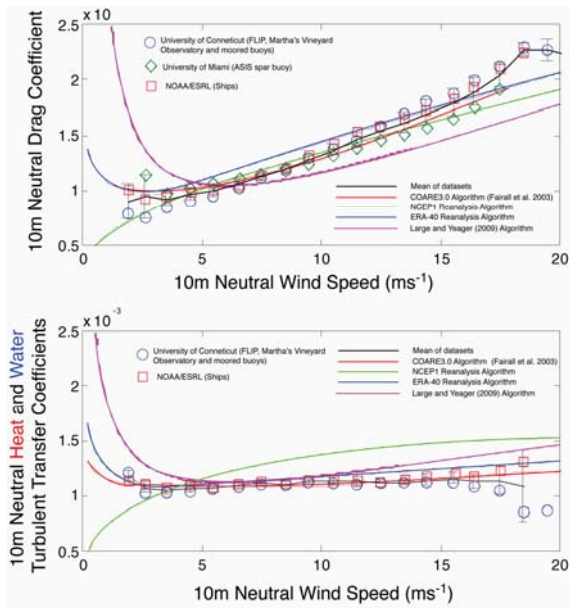 x 10⁻³
2.5
2
1.5
1
0.5
10m Neutral Drag Coefficient
University of Conneticut (FLIP, Martha's Vineyard
Observatory and moored buoys)
University of Miami (ASIS spar buoy)
NOAA/ESRL (Ships)
Mean of datasets
COARE3.0 Algorithm (Fairall et al. 2003)
NCEP1 Reanalysis Algorithm
ERA-40 Reanalysis Algorithm
Large and Yeager (2009) Algorithm
0 5 10 15 20
10m Neutral Wind Speed (ms⁻¹)
x 10⁻³
2.5
2
1.5
1
0.5
10m Neutral Heat and Water
Turbulent Transfer Coefficients
University of Conneticut (FLIP, Martha's Vineyard
Observatory and moored buoys)
NOAA/ESRL (Ships)
Mean of datasets
COARE3.0 Algorithm (Fairall et al. 2003)
NCEP1 Reanalysis Algorithm
ERA-40 Reanalysis Algorithm
Large and Yeager (2009) Algorithm
0 5 10 15 20
10m Neutral Wind Speed (ms⁻¹)